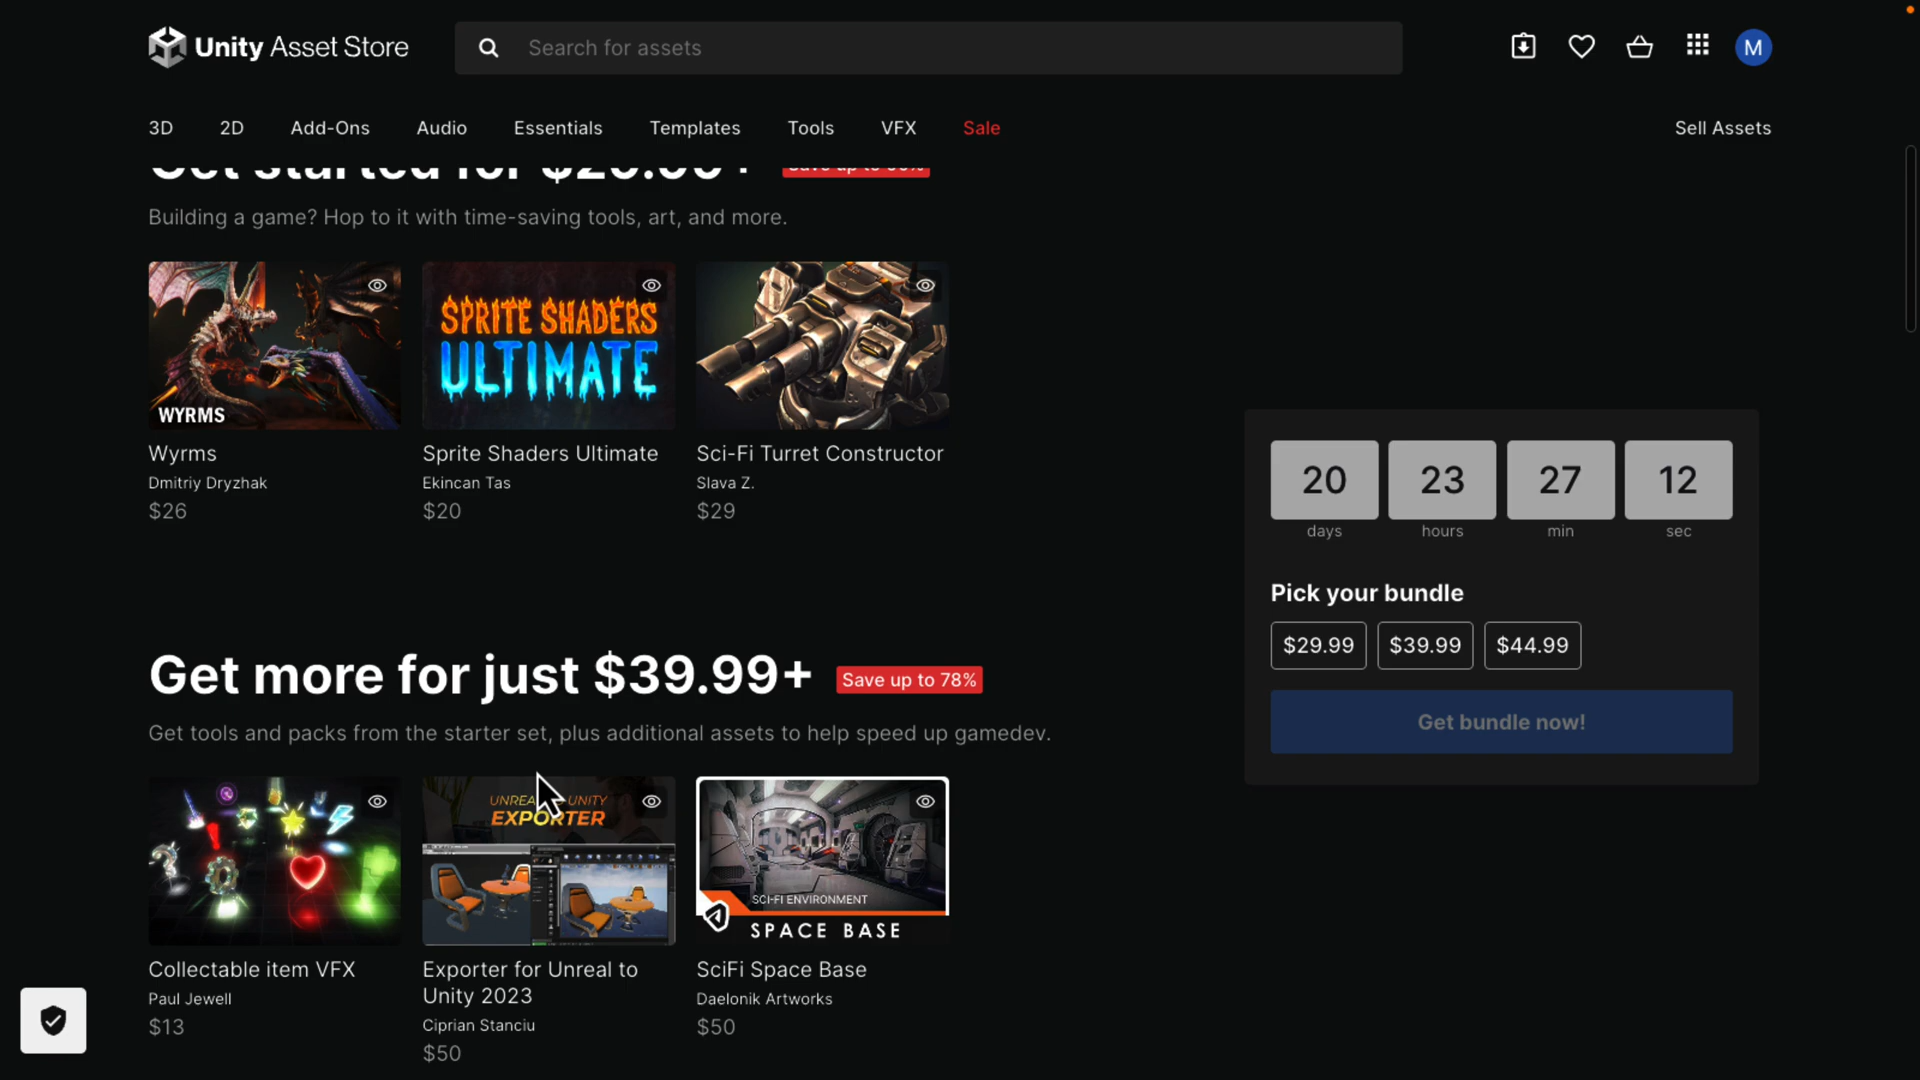 Unity Asset Store
Search for assets
M
3D
2D
Add-Ons
Audio
Essentials
Templates
Tools
VFX
Sale
Sell Assets
Get started for $29.99+
Building a game? Hop to it with time-saving tools, art, and more.
WYRMS
SPRITE SHADERS
ULTIMATE
Wyrms
Dmitriy Dryzhak
$26
Sprite Shaders Ultimate
Ekincan Tas
$20
Sci-Fi Turret Constructor
Slava Z.
$29
20
23
27
12
days
hours
min
sec
Pick your bundle
$29.99
$39.99
$44.99
Get bundle now!
Get more for just $39.99+
Save up to 78%
Get tools and packs from the starter set, plus additional assets to help speed up gamedev.
UNITY
EXPORTER
SCI-FI ENVIRONMENT
SPACE BASE
Collectable item VFX
Paul Jewell
$13
Exporter for Unreal to
Unity 2023
Ciprian Stanciu
$50
SciFi Space Base
Daelonik Artworks
$50